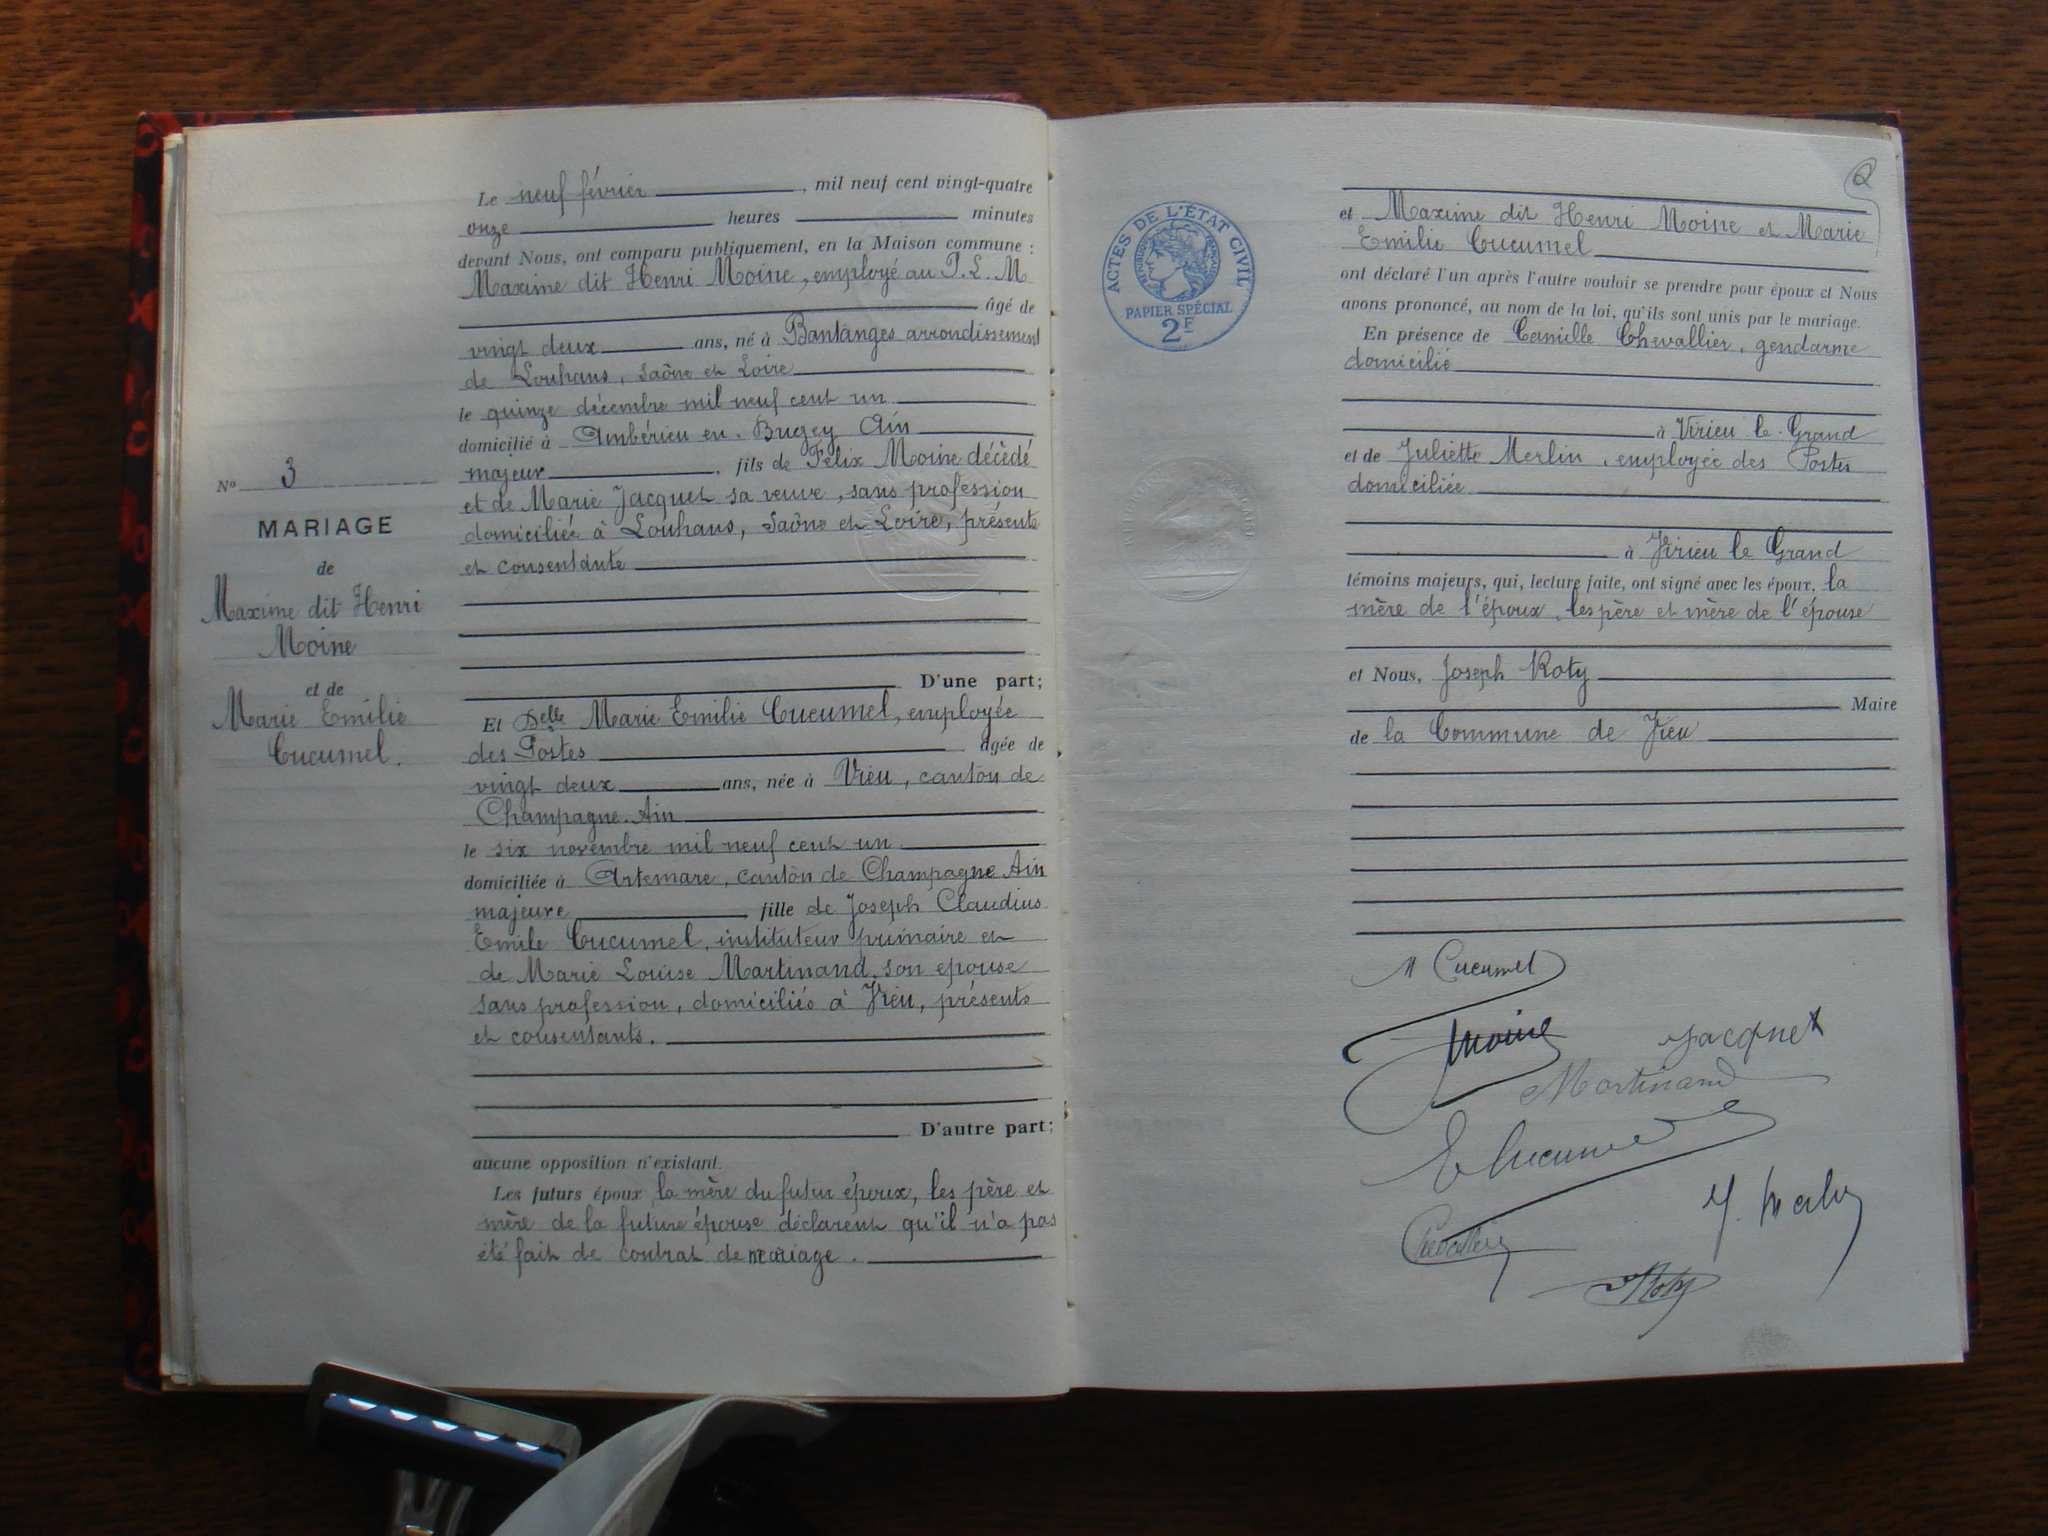 N° 3
MARIAGE
de
Maxime dit Henri
Moine
et de
Marie Emilie
Cucumel.
Le neuf février, mil neuf cent vingt-quatre
onze heures minutes
devant Nous, ont comparu publiquement, en la Maison commune :
Maxime dit Henri Moine, employé au P. L. M
âgé de
vingt deux ans, né à Bantanges arrondissement
de Louhans, Saône et Loire
le quinze décembre mil neuf cent un
domicilié à Ambérieu en Bugey Ain
majeur, fils de Félix Moine décédé
et de Marie Jacquet sa veuve, sans profession
domiciliée à Louhans, Saône et Loire, présente
et consentante
D'une part;
Et Delle Marie Emilie Cucumel, employée
des Postes âgée de
vingt deux ans, née à Vieu, canton de
Champagne. Ain
le six novembre mil neuf cent un
domiciliée à Artemare, canton de Champagne Ain
majeure fille de Joseph Claudius
Emile Cucumel, instituteur primaire et
de Marie Louise Martinand, son epouse
sans profession, domiciliés à Vieu, présents
et consentants.
D'autre part;
aucune opposition n'existant.
Les futurs époux la mère du futur époux, les père et
mère de la future épouse déclarent qu'il n'a pas
été fait de contrat de mariage.
2
ACTES DE L'ÉTAT CIVIL
PAPIER SPÉCIAL
2F
et Maxime dit Henri Moine et Marie
Emilie Cucumel
ont déclaré l'un après l'autre vouloir se prendre pour époux et Nous
avons prononcé, au nom de la loi, qu'ils sont unis par le mariage.
En présence de Camille Chevallier, gendarme
domicilié
à Virieu le Grand
et de Juliette Merlin, employée des Postes
domiciliée
à Virieu le Grand
témoins majeurs, qui, lecture faite, ont signé avec les époux, la
mère de l'époux, les père et mère de l'épouse
et Nous, Joseph Roty
Maire
de la Commune de Vieu
M Cucumel
Moine
Jacquet
Martinand
E Cucumel
J. Merlin
Chevallier
Roty